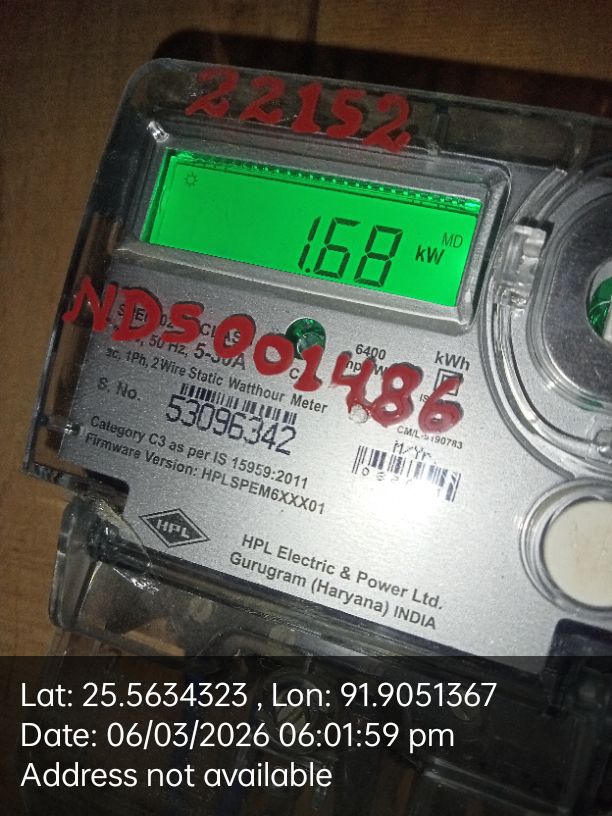 22152
1.68 kW MD
ND5001486
50 Hz, 5-30A
6400
kWh
ac, 1Ph, 2Wire Static Watthour Meter
S. No.
53096342
Category C3 as per IS 15959:2011
Firmware Version: HPLSPEM6XXX01
HPL
HPL Electric & Power Ltd.
Gurugram (Haryana) INDIA
Lat: 25.5634323 , Lon: 91.9051367
Date: 06/03/2026 06:01:59 pm
Address not available